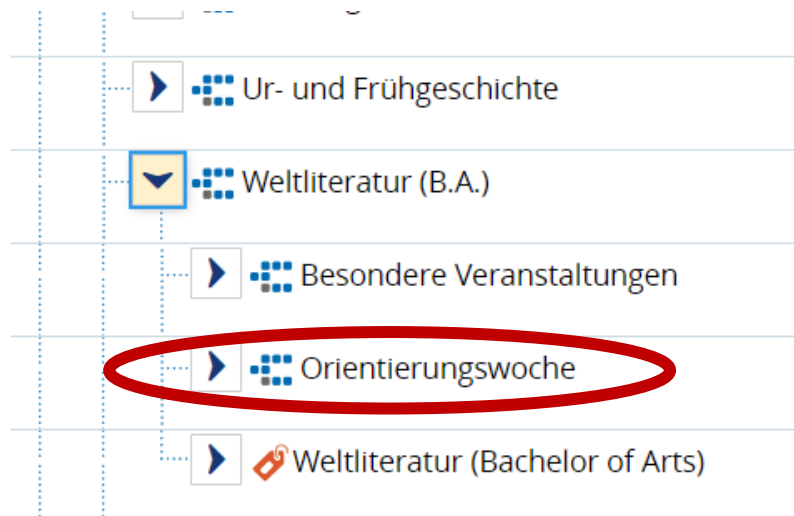 Ur- und Frühgeschichte
Weltliteratur (B.A.)
Besondere Veranstaltungen
Orientierungswoche
Weltliteratur (Bachelor of Arts)